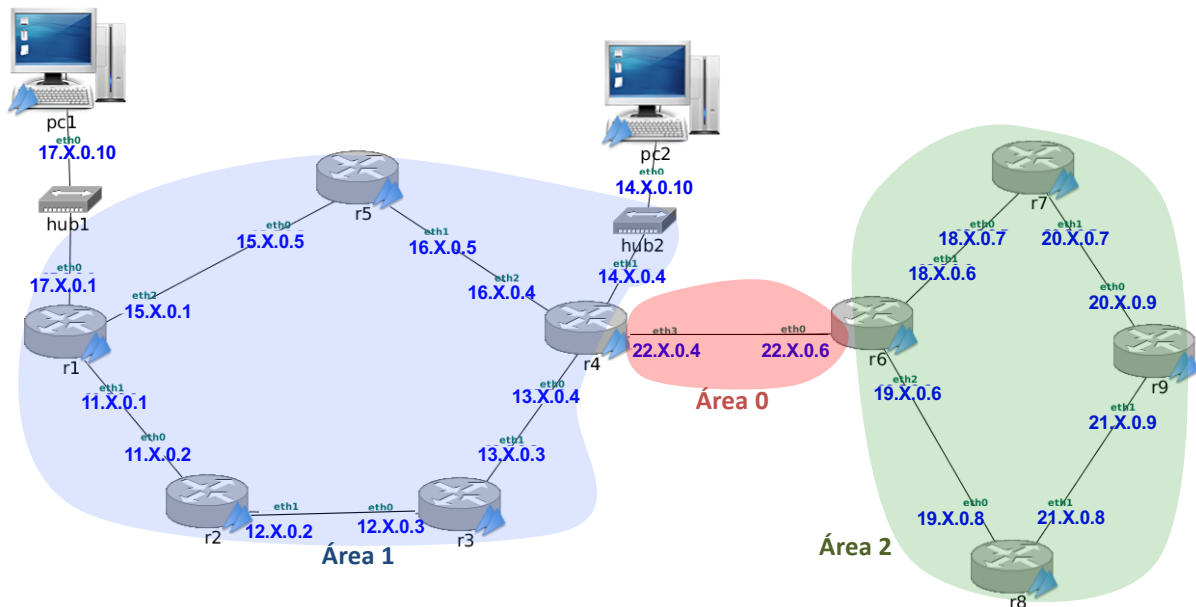 pc1
eth0
17.X.0.10
hub1
eth0
17.X.0.1
eth2
15.X.0.1
r1
eth1
11.X.0.1
eth0
11.X.0.2
r2
eth1
12.X.0.2
eth0
12.X.0.3
r3
eth1
13.X.0.3
eth0
13.X.0.4
r5
eth0
15.X.0.5
eth1
16.X.0.5
eth2
16.X.0.4
r4
pc2
eth0
14.X.0.10
hub2
eth1
14.X.0.4
eth3
22.X.0.4
eth0
22.X.0.6
Área 0
Área 1
r6
eth1
18.X.0.6
eth0
18.X.0.7
r7
eth1
20.X.0.7
eth0
20.X.0.9
r9
eth1
21.X.0.9
eth2
19.X.0.6
eth0
19.X.0.8
eth1
21.X.0.8
r8
Área 2